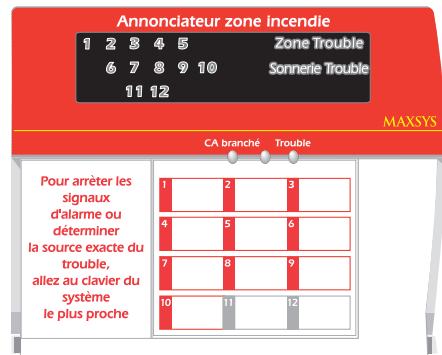 Annonciateur zone incendie
1 2 3 4 5 Zone Trouble
6 7 8 9 10 Sonnerie Trouble
11 12
MAXSYS
CA branché Trouble
Pour arrèter les
signaux
d'alarme ou
déterminer
la source exacte du
trouble,
allez au clavier du
système
le plus proche
1 2 3
4 5 6
7 8 9
10 11 12